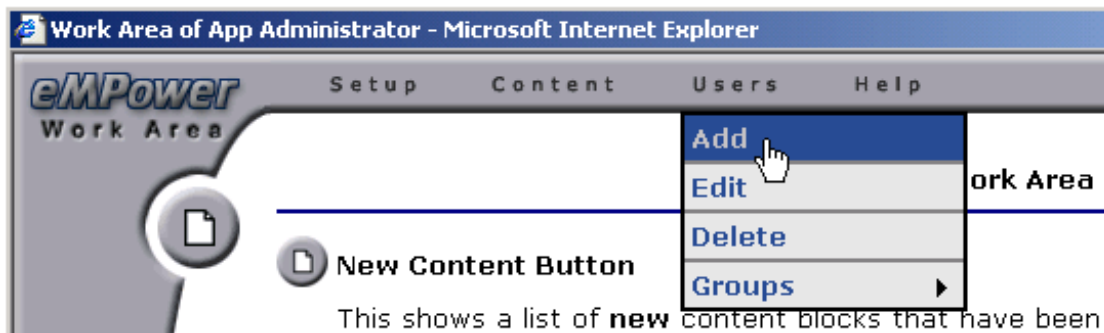 Work Area of App Administrator - Microsoft Internet Explorer
eMPower
Setup Content Users Help
Work Area
Add
Edit
ork Area
Delete
New Content Button
Groups
This shows a list of new content blocks that have been